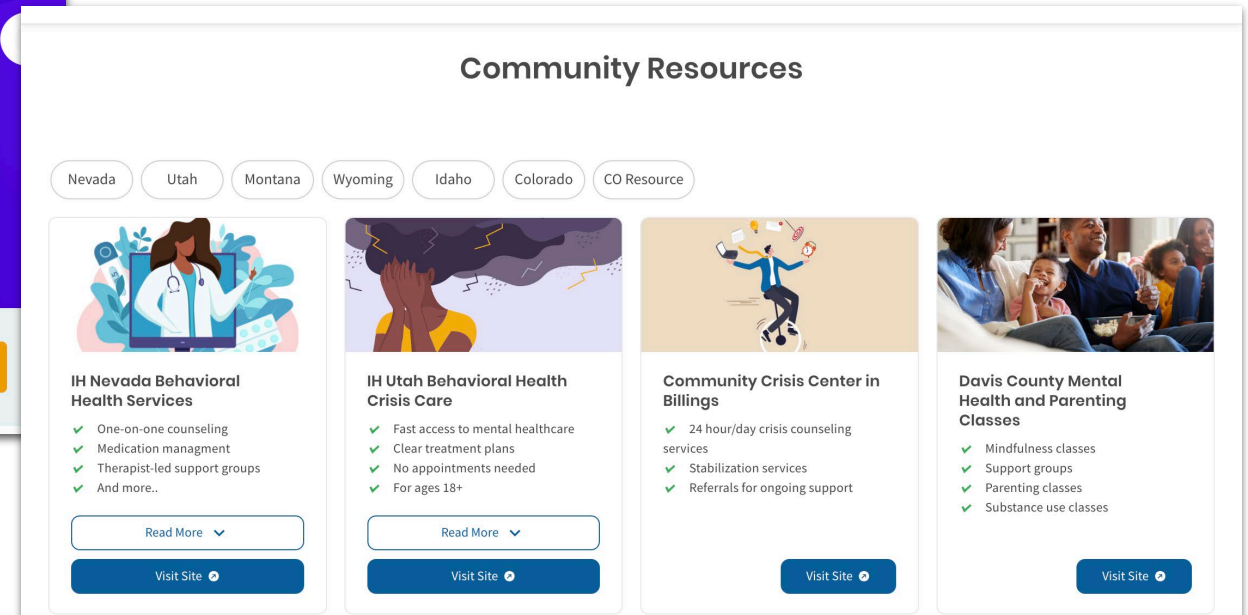 Community Resources
Nevada
Utah
Montana
Wyoming
Idaho
Colorado
CO Resource
IH Nevada Behavioral
Health Services
One-on-one counseling
Medication managment
Therapist-led support groups
And more..
Read More
Visit Site
IH Utah Behavioral Health
Crisis Care
Fast access to mental healthcare
Clear treatment plans
No appointments needed
For ages 18+
Read More
Visit Site
Community Crisis Center in
Billings
24 hour/day crisis counseling
services
Stabilization services
Referrals for ongoing support
Visit Site
Davis County Mental
Health and Parenting
Classes
Mindfulness classes
Support groups
Parenting classes
Substance use classes
Visit Site